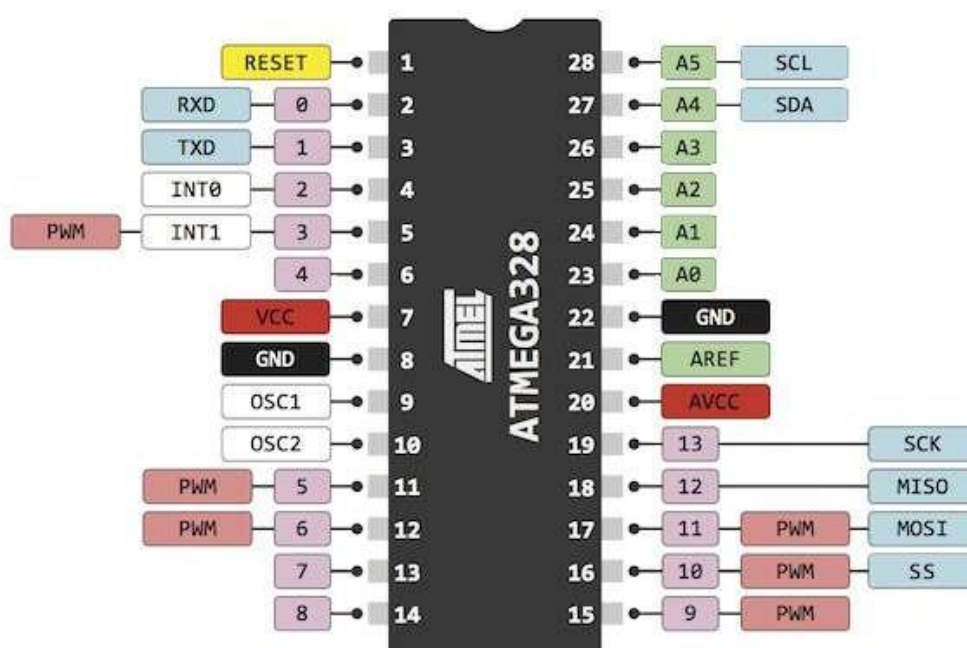 RESET 1 28 A5 SCL
RXD 0 2 27 A4 SDA
TXD 1 3 26 A3
INT0 2 4 25 A2
PWM INT1 3 5 24 A1
4 6 23 A0
VCC 7 22 GND
GND 8 21 AREF
OSC1 9 20 AVCC
OSC2 10 19 13 SCK
PWM 5 11 18 12 MISO
PWM 6 12 17 11 PWM MOSI
7 13 16 10 PWM SS
8 14 15 9 PWM
ATMEL
ATMEGA328